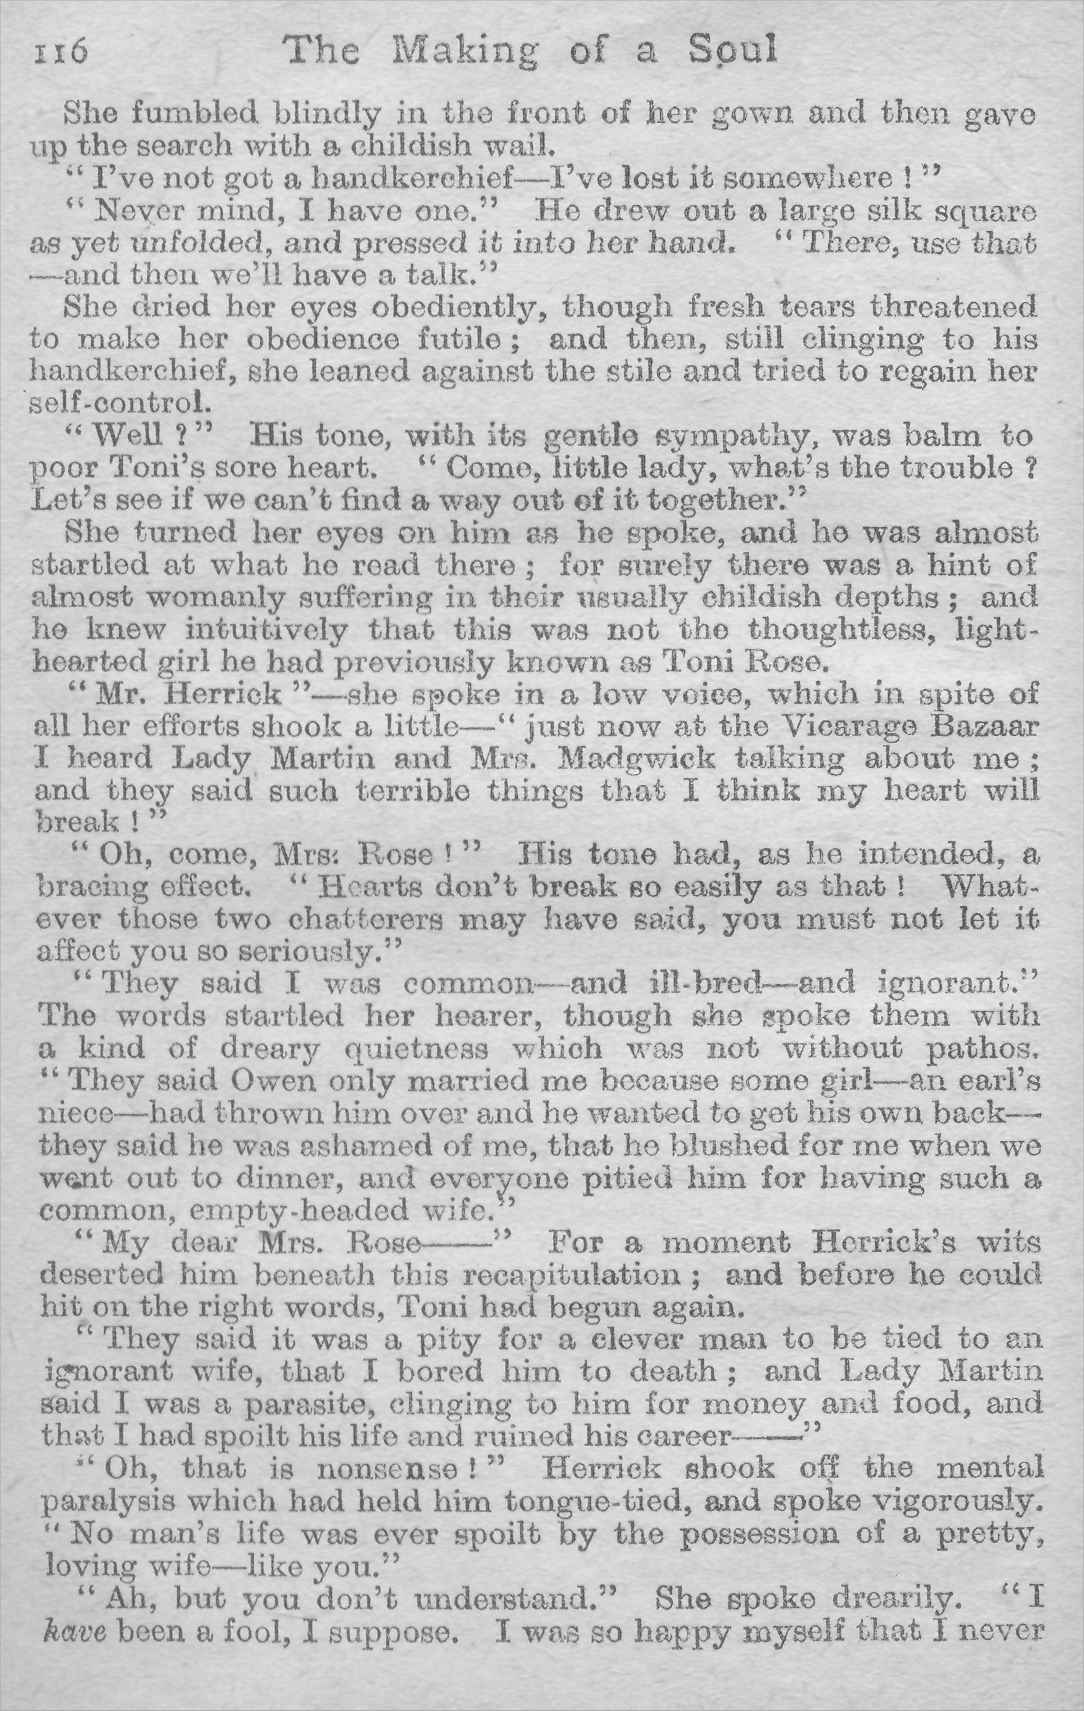 116 The Making of a Soul
She fumbled blindly in the front of her gown and then gave
up the search with a childish wail.
“ I’ve not got a handkerchief—I’ve lost it somewhere ! ”
“ Never mind, I have one.” He drew out a large silk square
as yet unfolded, and pressed it into her hand. “ There, use that
—and then we’ll have a talk.”
She dried her eyes obediently, though fresh tears threatened
to make her obedience futile ; and then, still clinging to his
handkerchief, she leaned against the stile and tried to regain her
self-control.
“ Well ? ” His tone, with its gentle sympathy, was balm to
poor Toni’s sore heart. “ Come, little lady, what’s the trouble ?
Let’s see if we can’t find a way out of it together.”
She turned her eyes on him as he spoke, and he was almost
startled at what he read there ; for surely there was a hint of
almost womanly suffering in their usually childish depths ; and
he knew intuitively that this was not the thoughtless, light-
hearted girl he had previously known as Toni Rose.
“ Mr. Herrick ”—she spoke in a low voice, which in spite of
all her efforts shook a little—“ just now at the Vicarage Bazaar
I heard Lady Martin and Mrs. Madgwick talking about me ;
and they said such terrible things that I think my heart will
break ! ”
“ Oh, come, Mrs. Rose ! ” His tone had, as he intended, a
bracing effect. “ Hearts don’t break so easily as that ! What-
ever those two chatterers may have said, you must not let it
affect you so seriously.”
“ They said I was common—and ill-bred—and ignorant.”
The words startled her hearer, though she spoke them with
a kind of dreary quietness which was not without pathos.
“ They said Owen only married me because some girl—an earl’s
niece—had thrown him over and he wanted to get his own back—
they said he was ashamed of me, that he blushed for me when we
went out to dinner, and everyone pitied him for having such a
common, empty-headed wife.”
“ My dear Mrs. Rose——” For a moment Herrick’s wits
deserted him beneath this recapitulation ; and before he could
hit on the right words, Toni had begun again.
“ They said it was a pity for a clever man to be tied to an
ignorant wife, that I bored him to death ; and Lady Martin
said I was a parasite, clinging to him for money and food, and
that I had spoilt his life and ruined his career——”
“ Oh, that is nonsense ! ” Herrick shook off the mental
paralysis which had held him tongue-tied, and spoke vigorously.
“ No man’s life was ever spoilt by the possession of a pretty,
loving wife—like you.”
“ Ah, but you don’t understand.” She spoke drearily. “ I
have been a fool, I suppose. I was so happy myself that I never